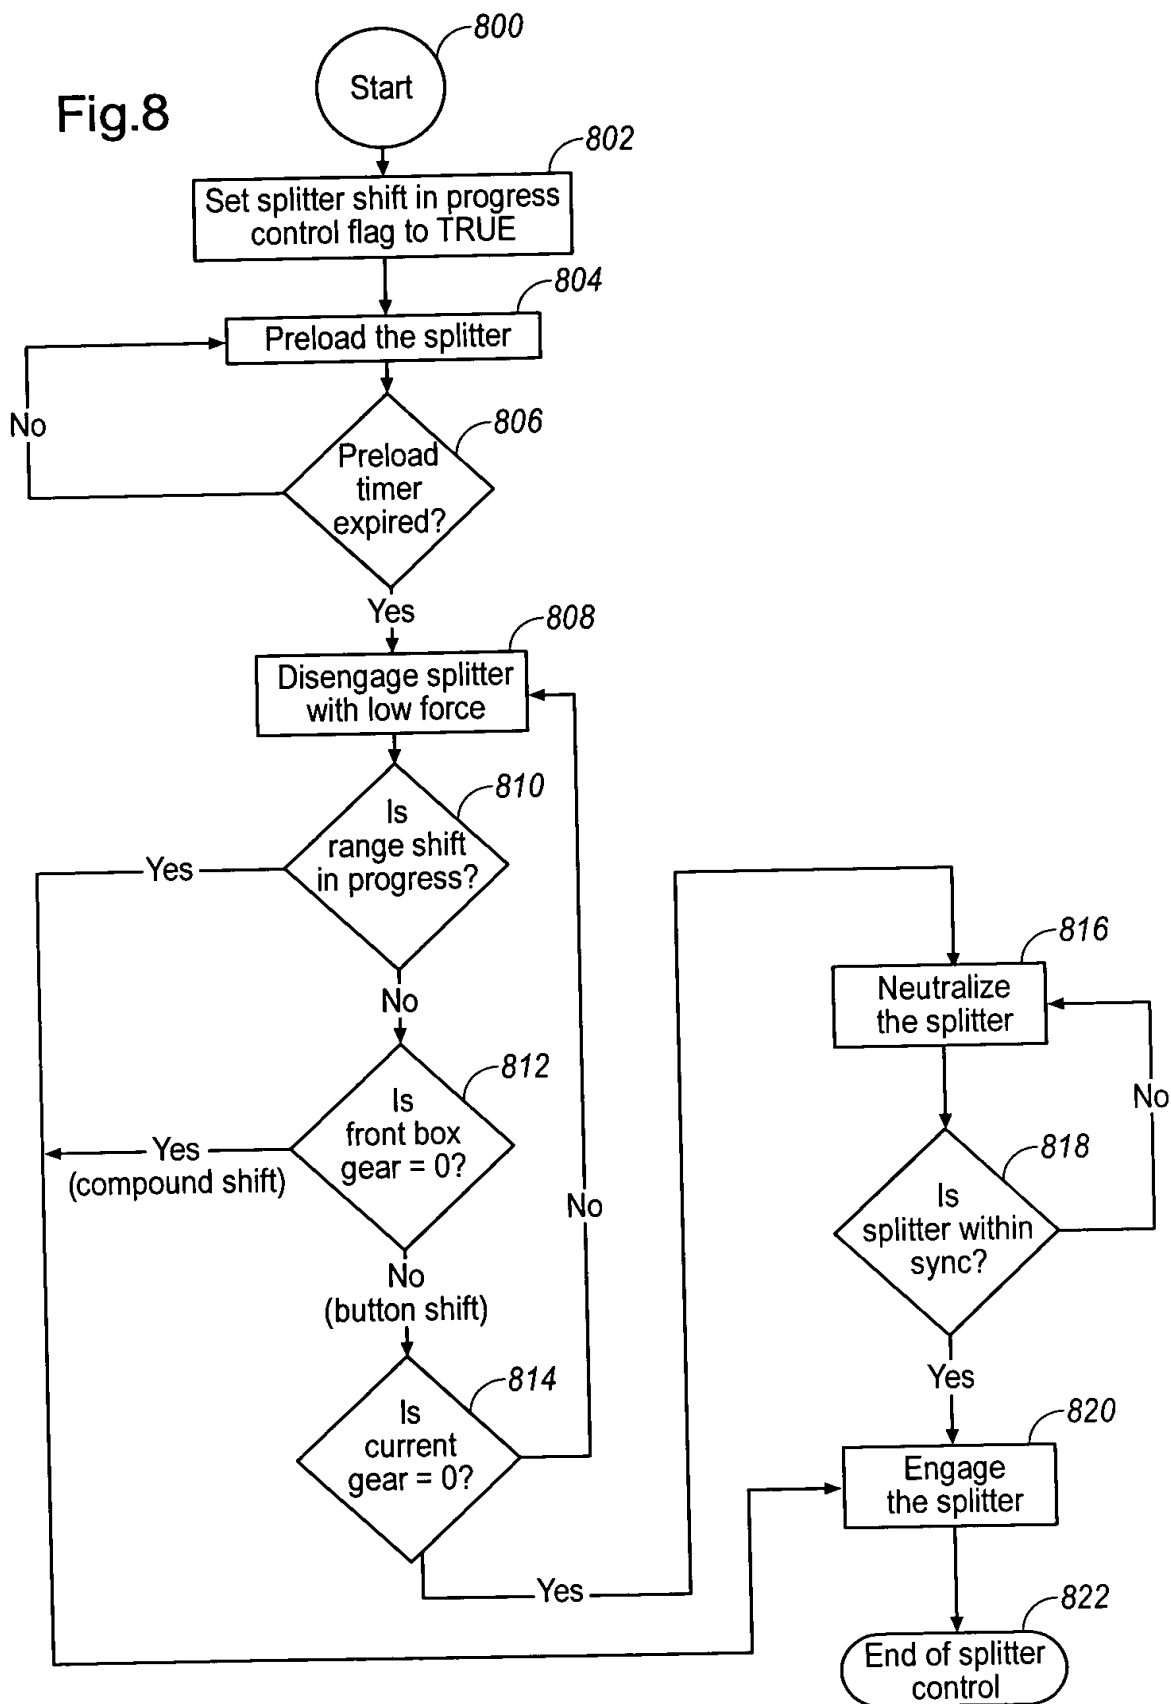 Fig.8
800
Start
802
Set splitter shift in progress
control flag to TRUE
804
Preload the splitter
No
806
Preload
timer
expired?
Yes
808
Disengage splitter
with low force
810
Is
range shift
in progress?
Yes
No
812
Is
front box
gear = 0?
Yes
(compound shift)
No
(button shift)
No
814
Is
current
gear = 0?
Yes
816
Neutralize
the splitter
No
818
Is
splitter within
sync?
Yes
820
Engage
the splitter
822
End of splitter
control